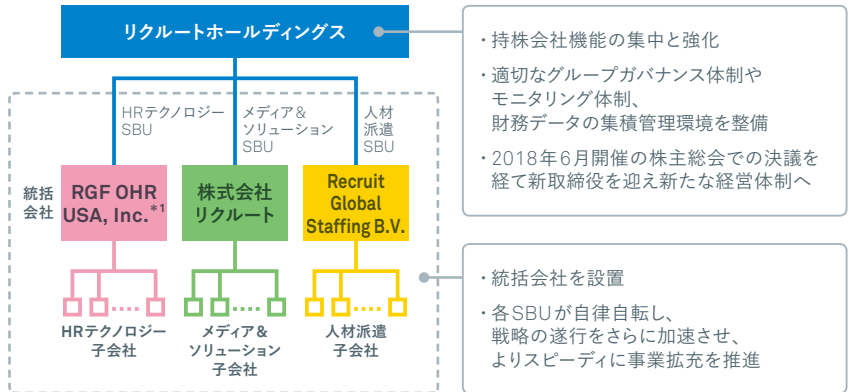 リクルートホールディングス
・持株会社機能の集中と強化
・適切なグループガバナンス体制や
モニタリング体制、
財務データの集積管理環境を整備
・2018年6月開催の株主総会での決議を
経て新取締役を迎え新たな経営体制へ
HRテクノロジー
SBU
メディア&
ソリューション
SBU
人材
派遣
SBU
統括
会社
RGF OHR
USA, Inc.*1
株式会社
リクルート
Recruit
Global
Staffing B.V.
HRテクノロジー
子会社
メディア&
ソリューション
子会社
人材派遣
子会社
・統括会社を設置
・各SBUが自律自転し、
戦略の遂行をさらに加速させ、
よりスピーディに事業拡充を推進